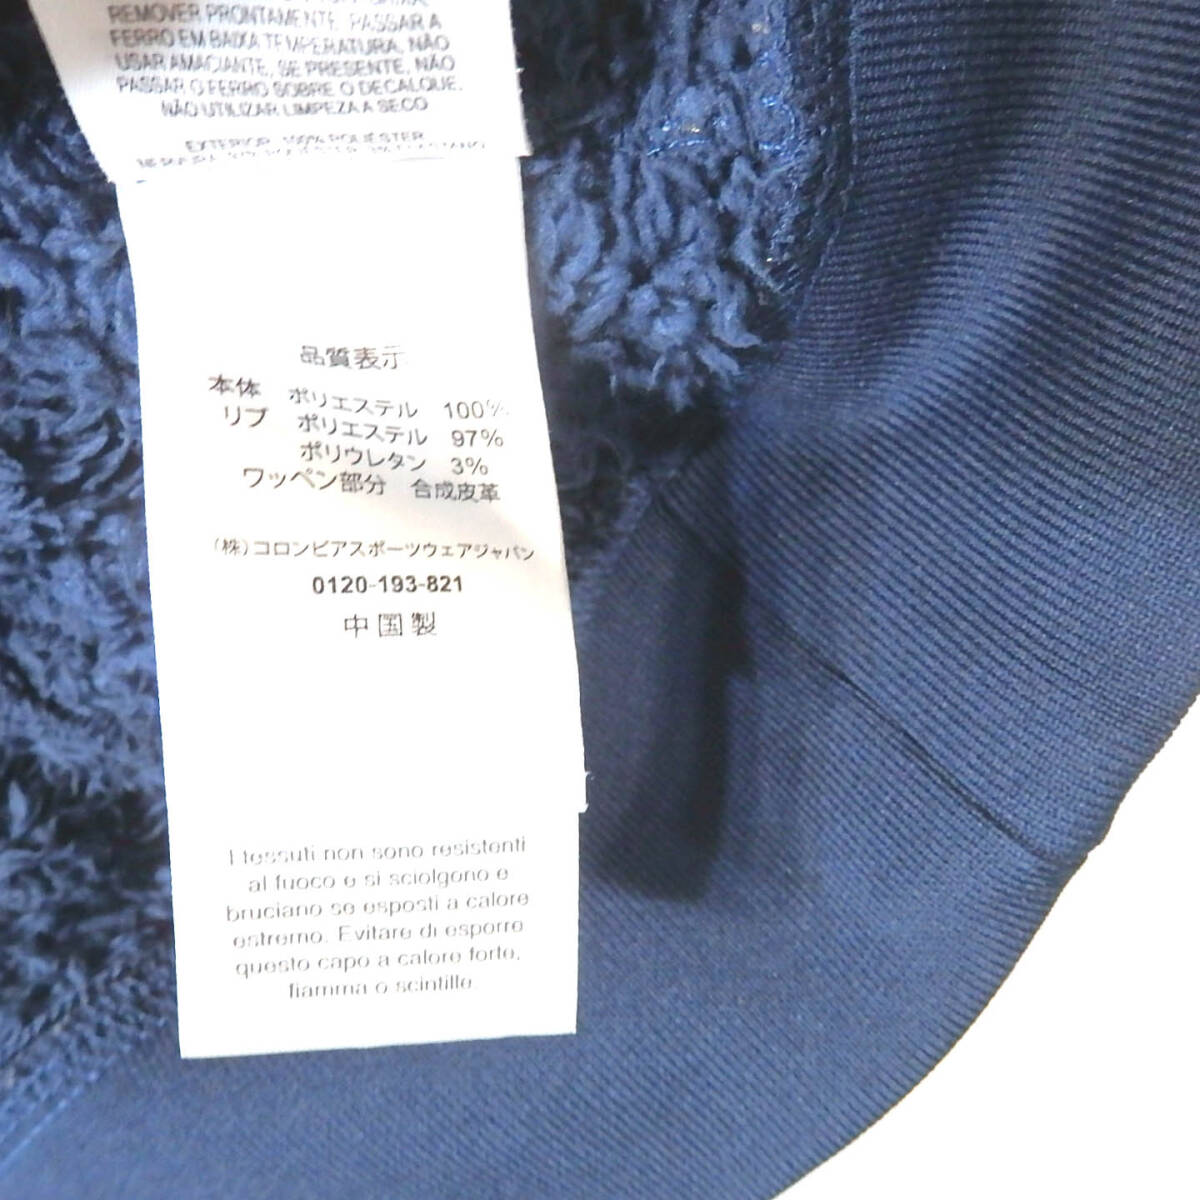 REMOVER PRONTAMENTE. PASSAR A
FERRO EM BAIXA TEMPERATURA, NÃO
USAR AMACIANTE, SE PRESENTE, NÃO
PASSAR O FERRO SOBRE O DECALQUE.
NÃO UTILIZAR LIMPEZA A SECO
EXTERIOR 100% POLIÉSTER
品質表示
本体 ポリエステル 100%
リブ ポリエステル 97%
ポリウレタン 3%
ワッペン部分 合成皮革
(株)コロンビアスポーツウェアジャパン
0120-193-821
中国製
I tessuti non sono resistenti
al fuoco e si sciolgono e
bruciano se esposti a calore
estremo. Evitare di esporre
questo capo a calore forte,
fiamma o scintille.